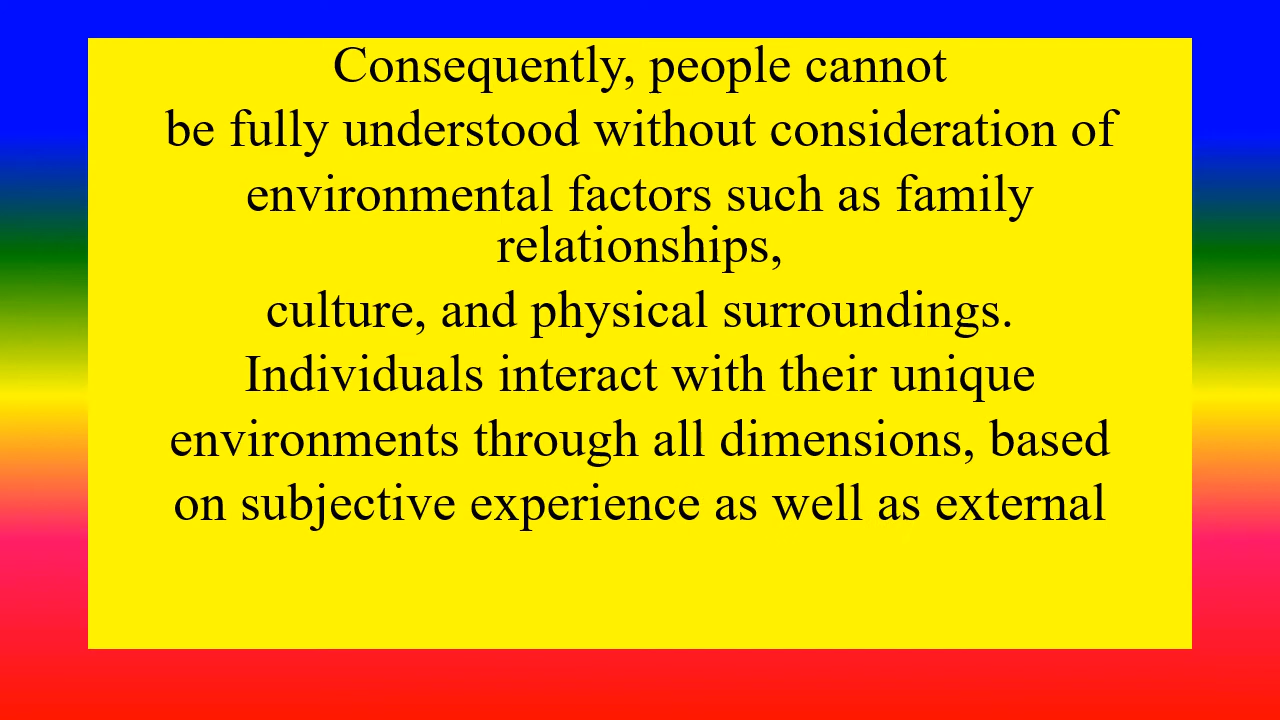 Consequently, people cannot
be fully understood without consideration of
environmental factors such as family
relationships,
culture, and physical surroundings.
Individuals interact with their unique
environments through all dimensions, based
on subjective experience as well as external